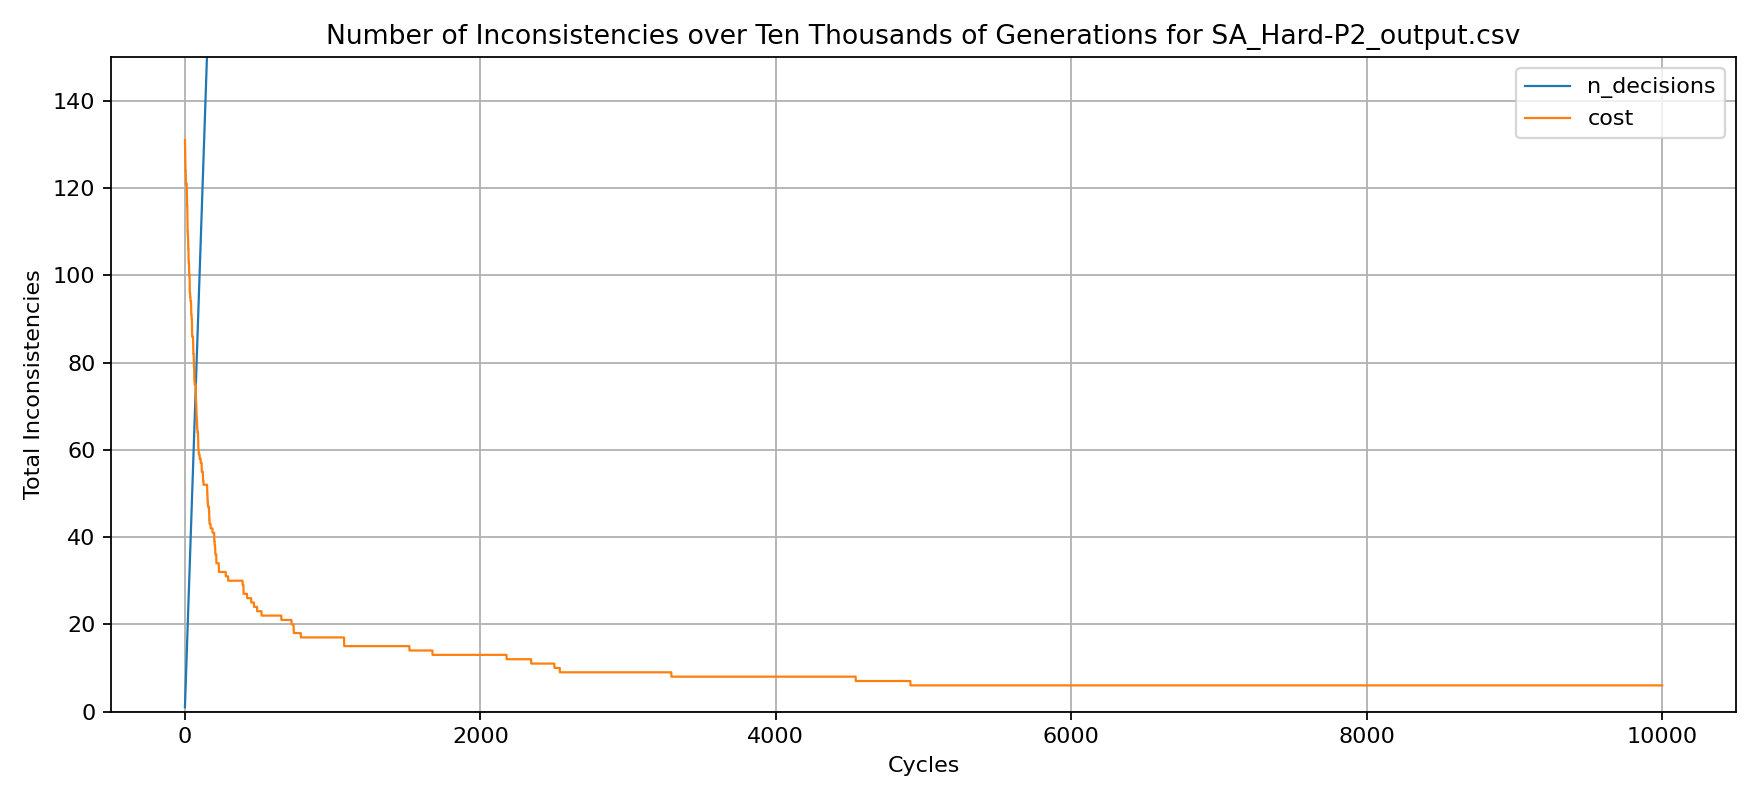 Number of Inconsistencies over Ten Thousands of Generations for SA_Hard-P2_output.csv
n_decisions
cost
Total Inconsistencies
140
120
100
80
60
40
20
0
0 2000 4000 6000 8000 10000
Cycles